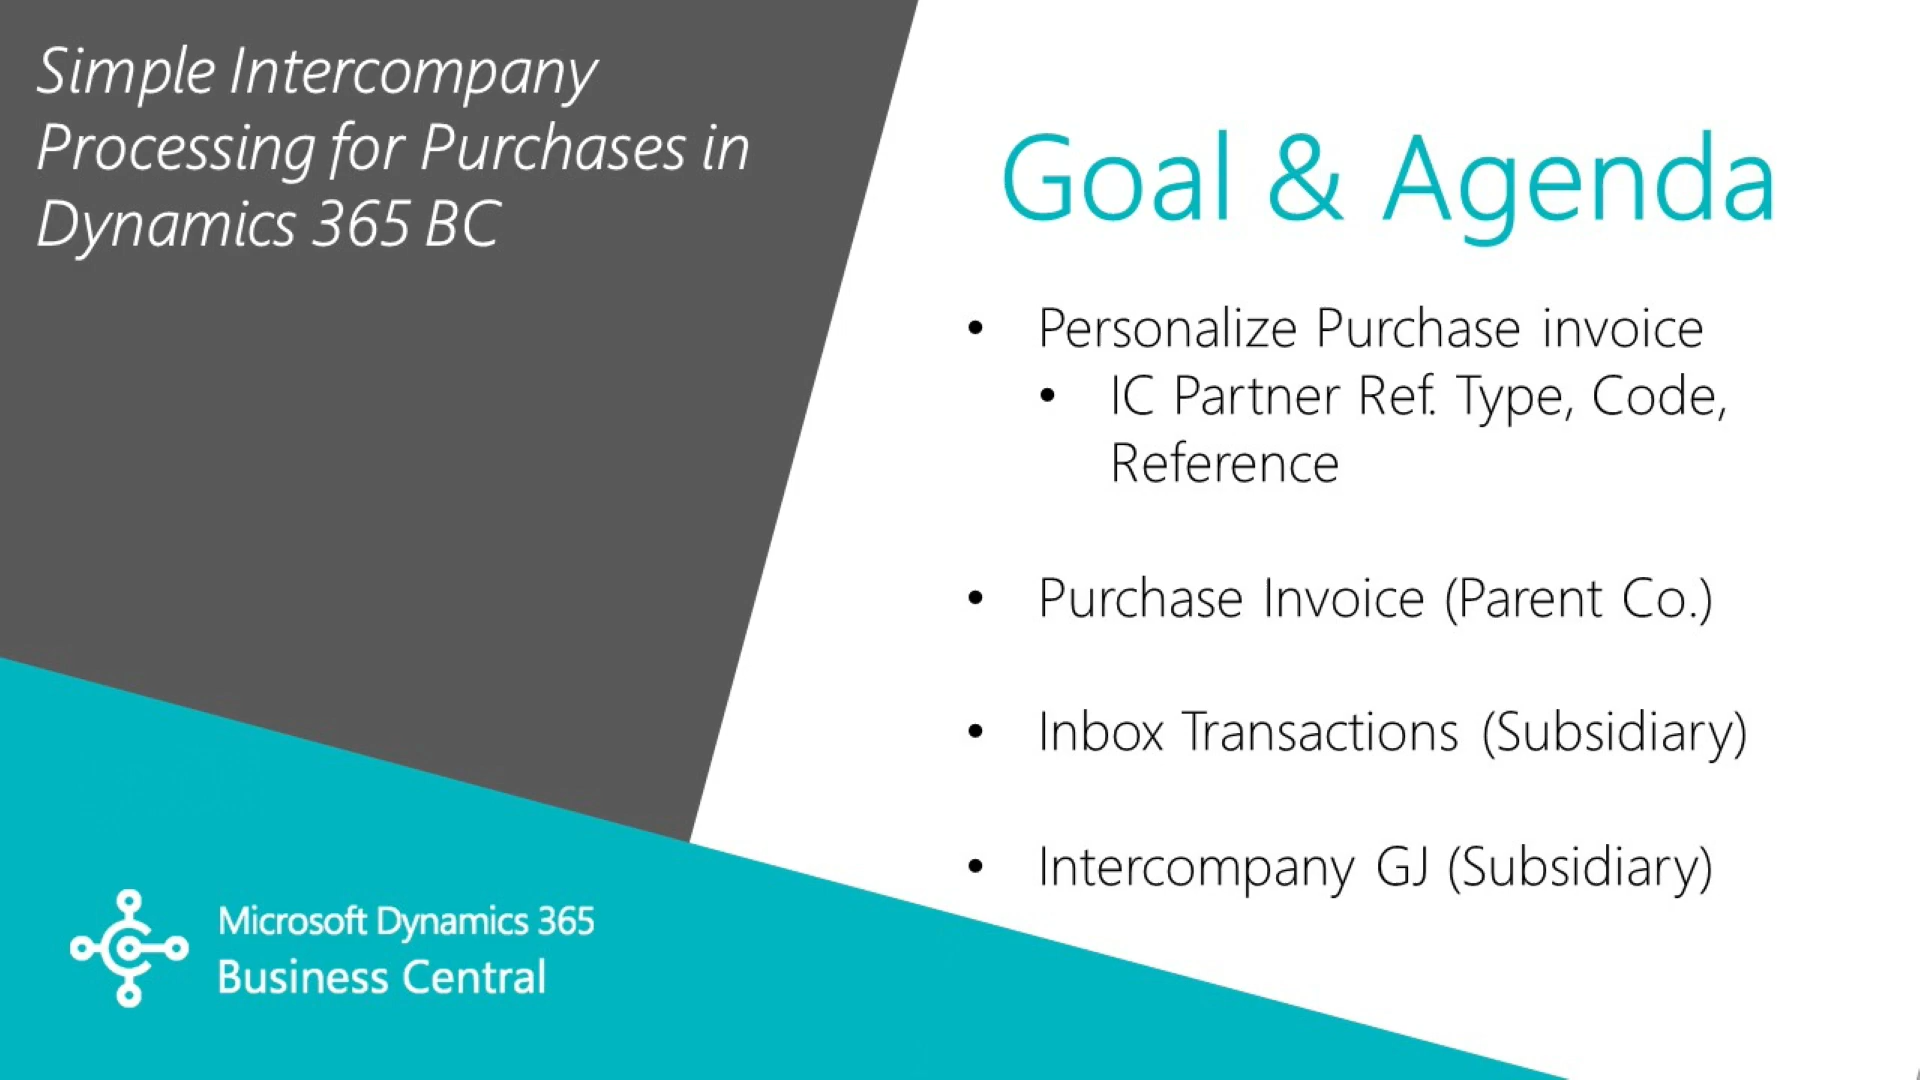 Simple Intercompany
Processing for Purchases in
Dynamics 365 BC
Goal & Agenda
• Personalize Purchase invoice
• IC Partner Ref. Type, Code,
Reference
• Purchase Invoice (Parent Co.)
• Inbox Transactions (Subsidiary)
• Intercompany GJ (Subsidiary)
Microsoft Dynamics 365
Business Central